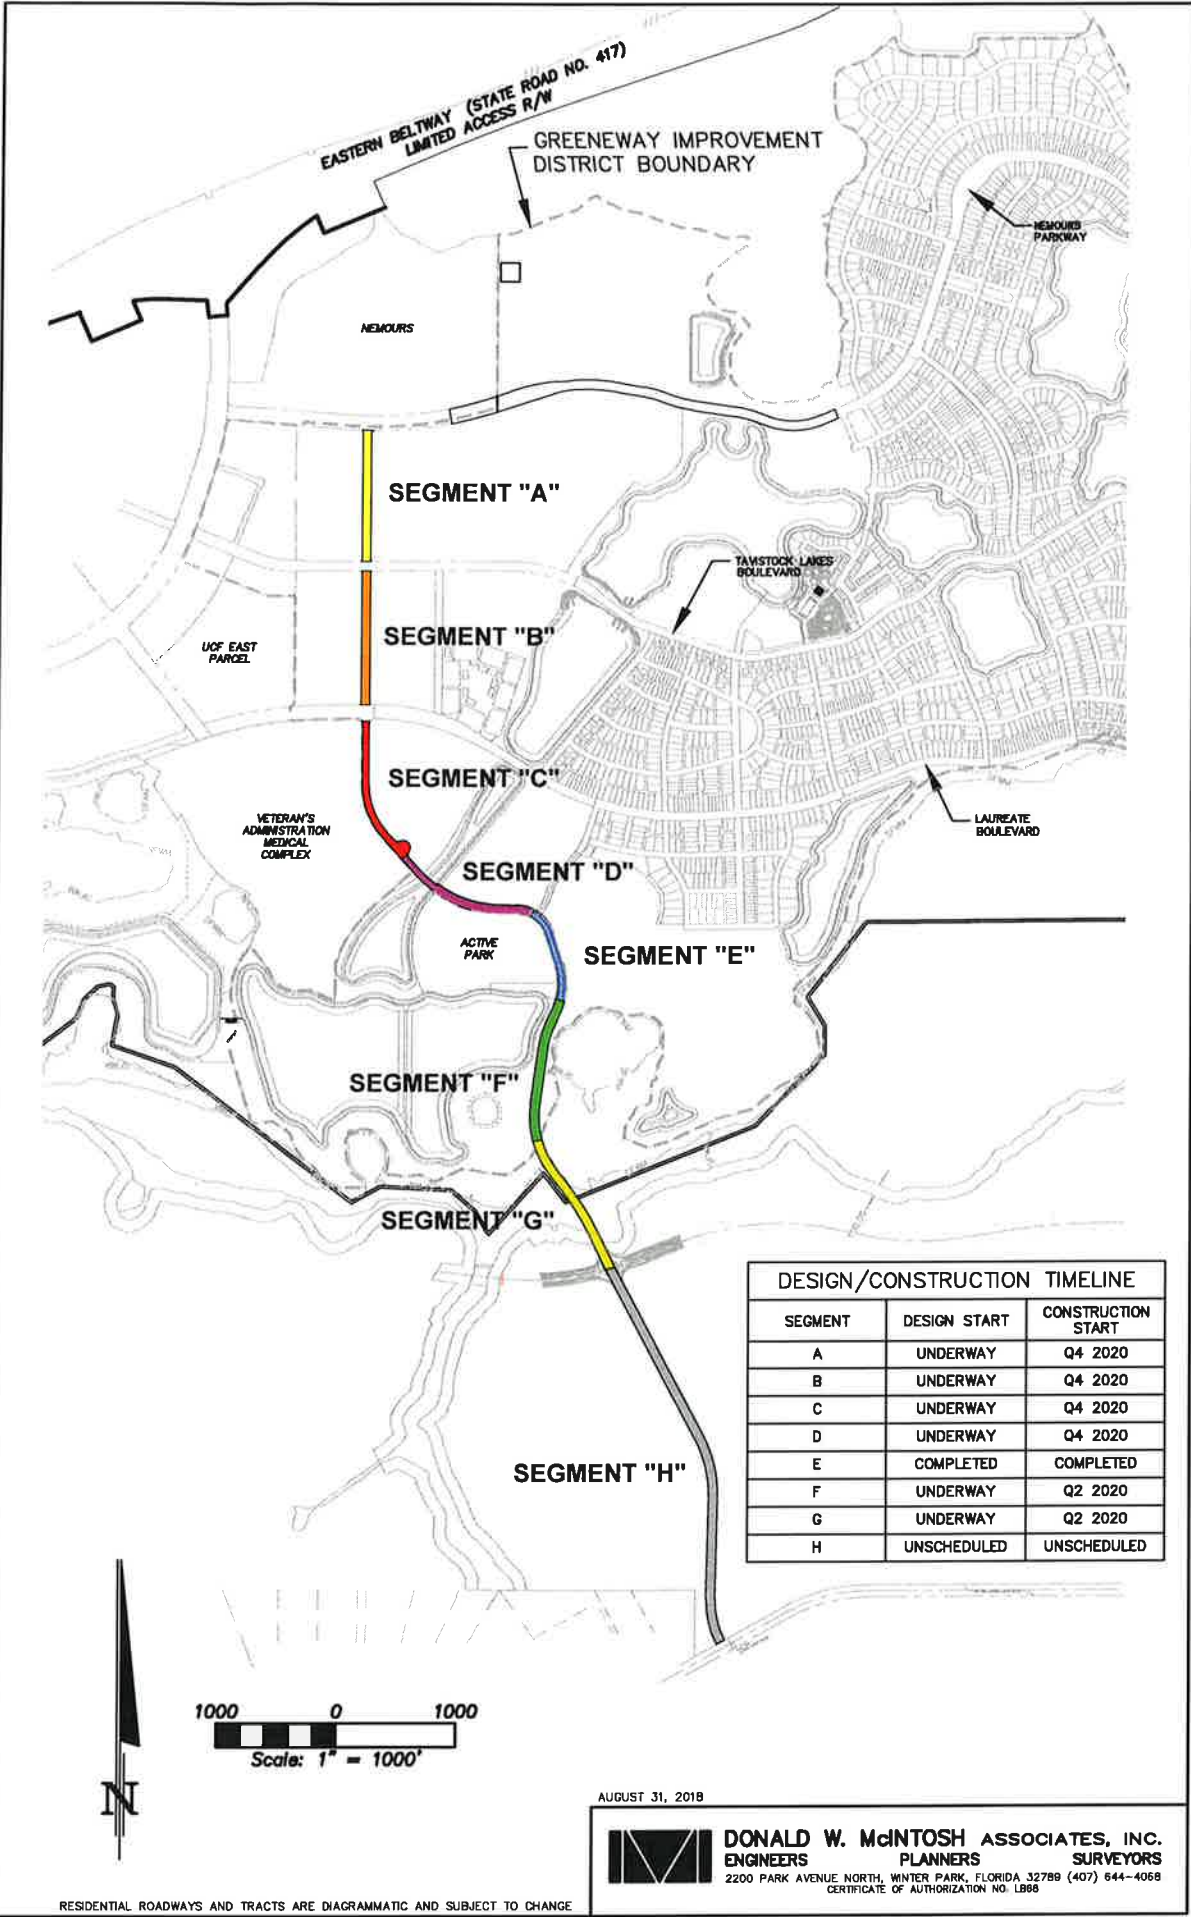 EASTERN BELTWAY (STATE ROAD NO. 417)
LIMITED ACCESS R/W
GREENEWAY IMPROVEMENT
DISTRICT BOUNDARY
NEMOURS
PARKWAY
NEMOURS
SEGMENT "A"
TAVISTOCK LAKES
BOULEVARD
SEGMENT "B"
UCF EAST
PARCEL
SEGMENT "C"
VETERAN'S
ADMINISTRATION
MEDICAL
COMPLEX
LAUREATE
BOULEVARD
SEGMENT "D"
ACTIVE
PARK
SEGMENT "E"
SEGMENT "F"
SEGMENT "G"
SEGMENT "H"
DESIGN/CONSTRUCTION TIMELINE
SEGMENT DESIGN START CONSTRUCTION START
A UNDERWAY Q4 2020
B UNDERWAY Q4 2020
C UNDERWAY Q4 2020
D UNDERWAY Q4 2020
E COMPLETED COMPLETED
F UNDERWAY Q2 2020
G UNDERWAY Q2 2020
H UNSCHEDULED UNSCHEDULED
N
1000 0 1000
Scale: 1" = 1000'
AUGUST 31, 2018
DONALD W. McINTOSH ASSOCIATES, INC.
ENGINEERS PLANNERS SURVEYORS
2200 PARK AVENUE NORTH, WINTER PARK, FLORIDA 32789 (407) 644-4068
CERTIFICATE OF AUTHORIZATION NO. LB68
RESIDENTIAL ROADWAYS AND TRACTS ARE DIAGRAMMATIC AND SUBJECT TO CHANGE